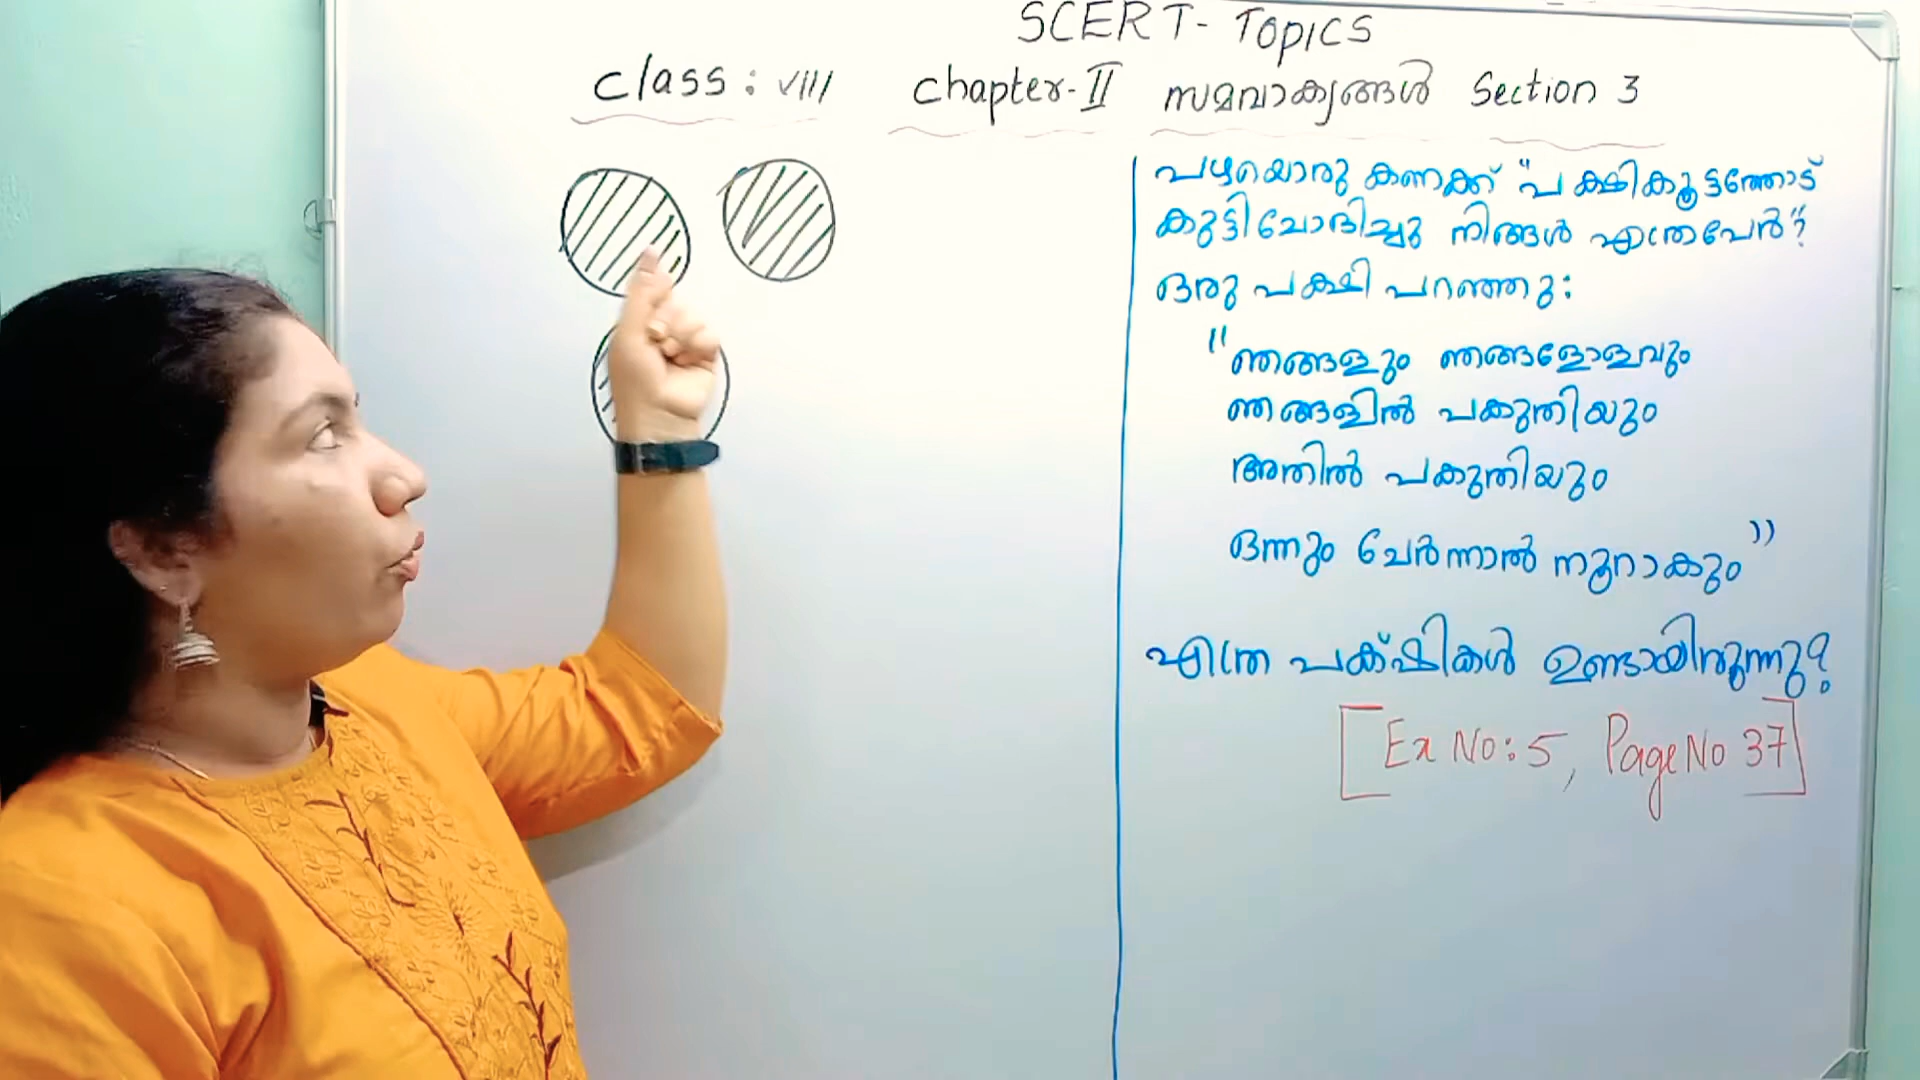 SCERT- TOPICS
Class: VIII Chapter-II സമവാക്യങ്ങൾ Section 3
പഴയൊരു കണക്ക് "പക്ഷികൂട്ടത്തോട്
കുട്ടി ചോദിച്ചു നിങ്ങൾ എത്രപേർ"?
ഒരു പക്ഷി പറഞ്ഞു:
"ഞങ്ങളും ഞങ്ങളോളവും
ഞങ്ങളിൽ പകുതിയും
അതിൽ പകുതിയും
ഒന്നും ചേർന്നാൽ നൂറാകും"
എത്ര പക്ഷികൾ ഉണ്ടായിരുന്നു?
[Ex No: 5, Page No 37]